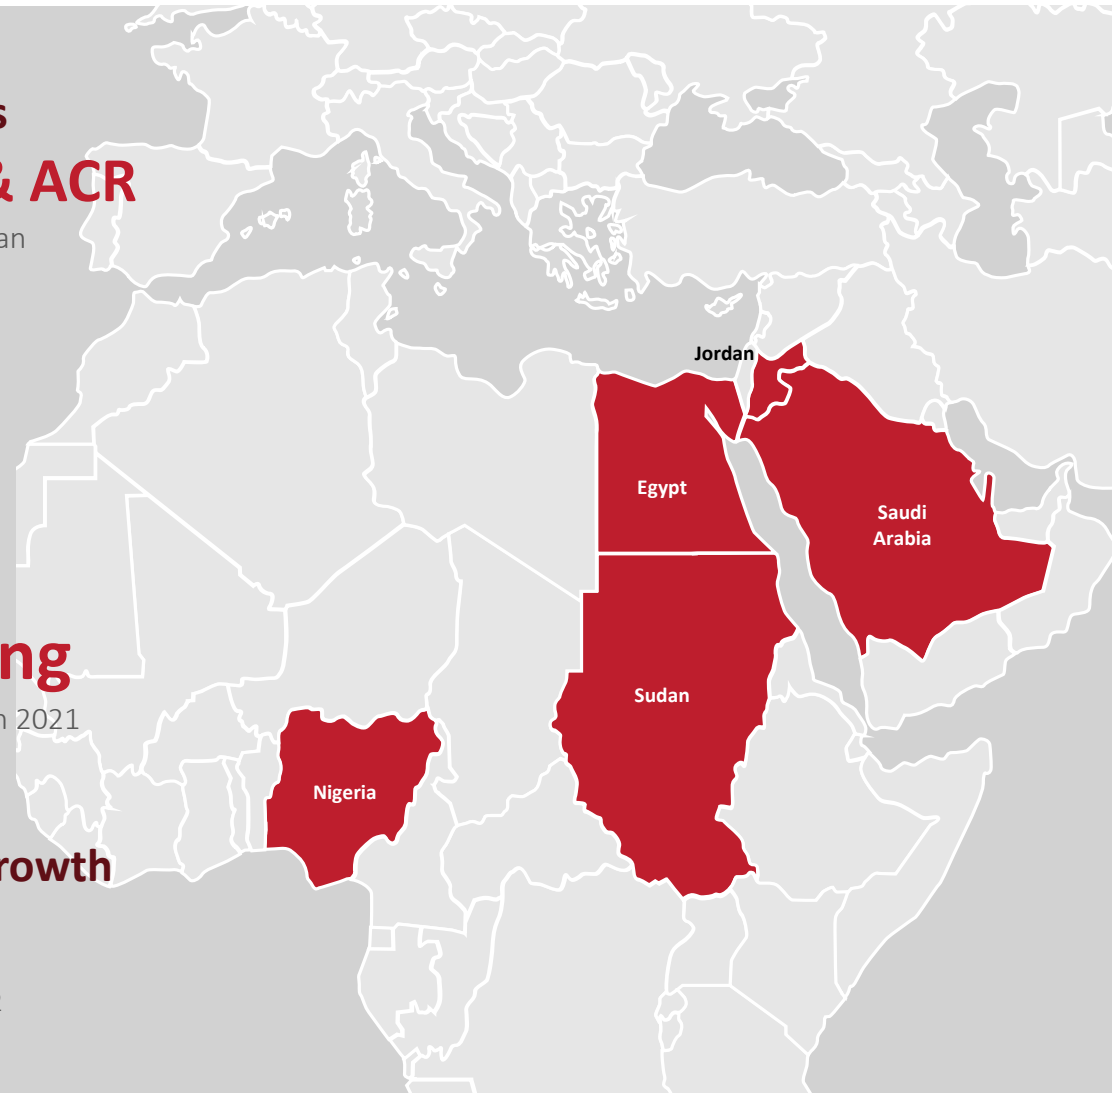 s
& ACR
an
Jordan
Egypt
Saudi
Arabia
ng
n 2021
Sudan
Nigeria
rowth